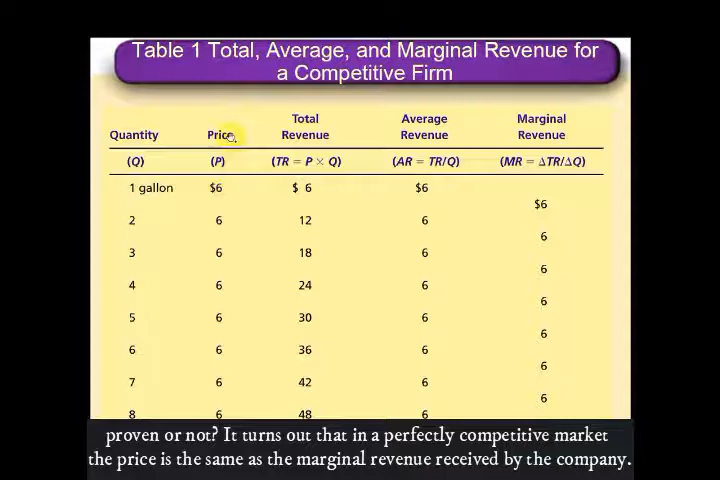 Table 1 Total, Average, and Marginal Revenue for
a Competitive Firm
Total Average Marginal
Quantity Price Revenue Revenue Revenue
(Q) (P) (TR = P × Q) (AR = TR/Q) (MR = ΔTR/ΔQ)
1 gallon $6 $ 6 $6
$6
2 6 12 6
6
3 6 18 6
6
4 6 24 6
6
5 6 30 6
6
6 6 36 6
6
7 6 42 6
6
8 6 48 6
proven or not? It turns out that in a perfectly competitive market
the price is the same as the marginal revenue received by the company.